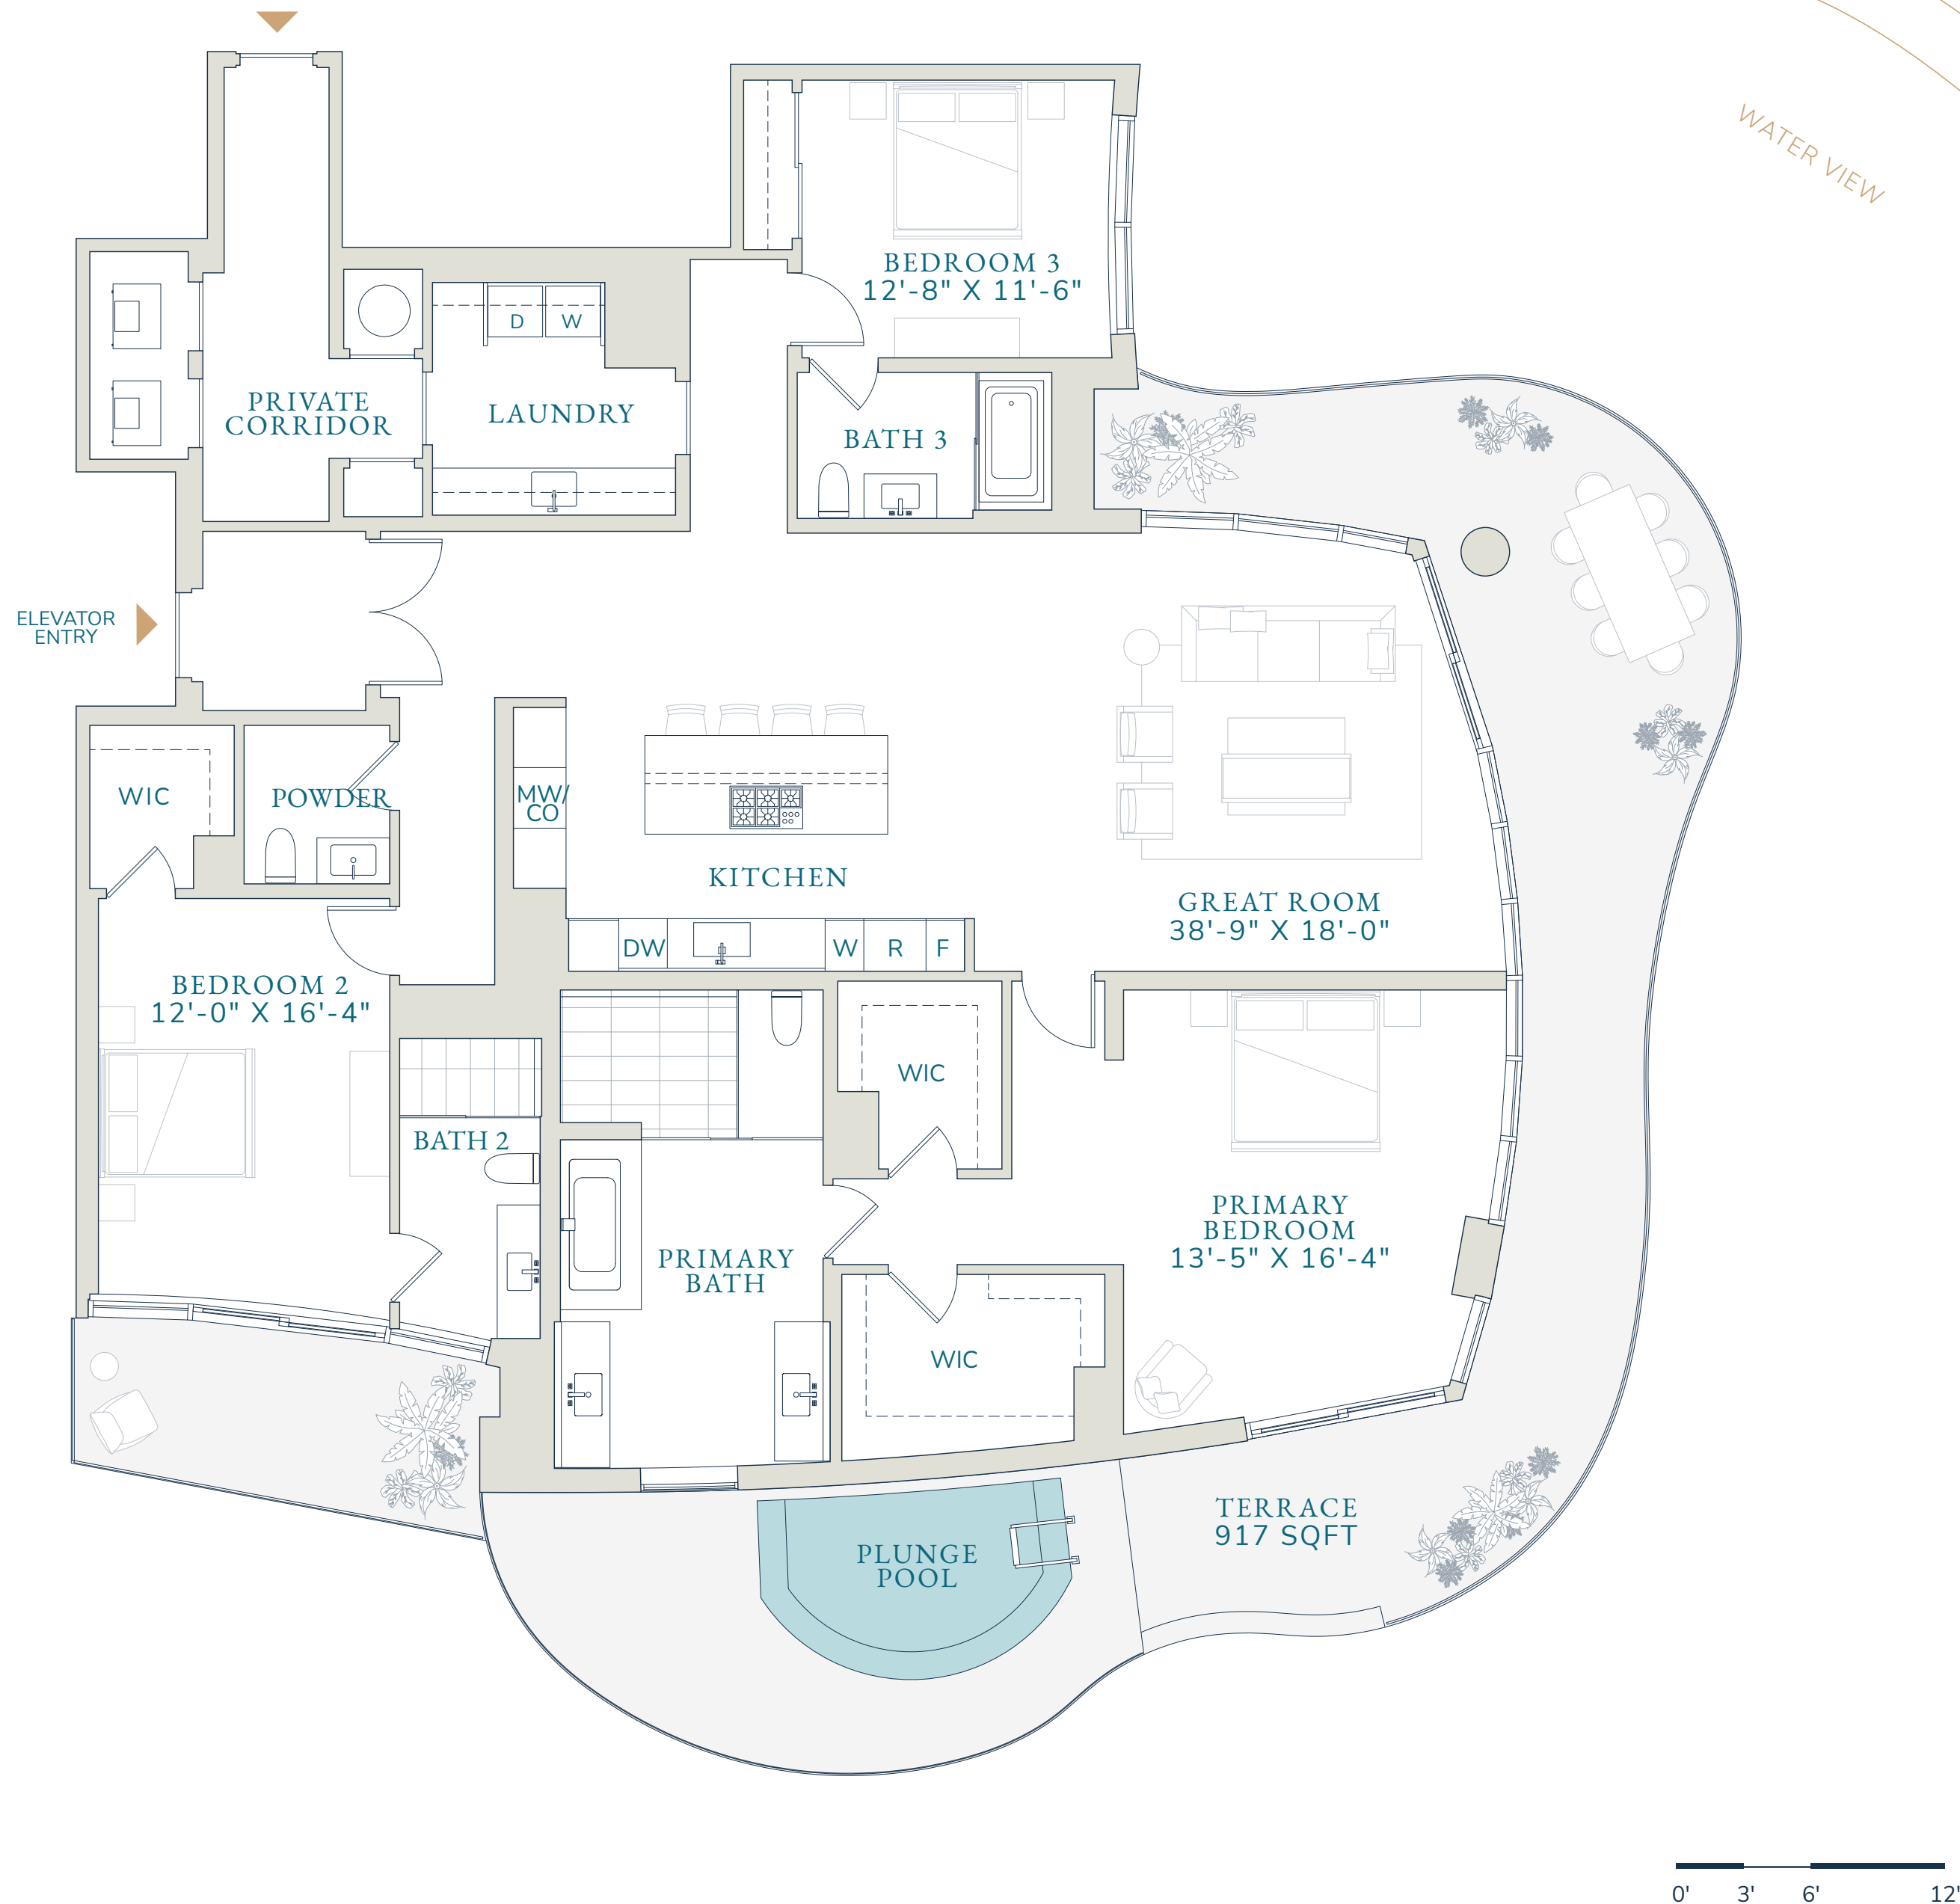 WATER VIEW
BEDROOM 3
12'-8" X 11'-6"
D
W
PRIVATE
CORRIDOR
LAUNDRY
BATH 3
ELEVATOR
ENTRY
WIC
POWDER
MW/
CO
KITCHEN
GREAT ROOM
38'-9" X 18'-0"
DW
W
R
F
BEDROOM 2
12'-0" X 16'-4"
WIC
BATH 2
PRIMARY
BEDROOM
13'-5" X 16'-4"
PRIMARY
BATH
WIC
TERRACE
917 SQFT
PLUNGE
POOL
0'
3'
6'
12'